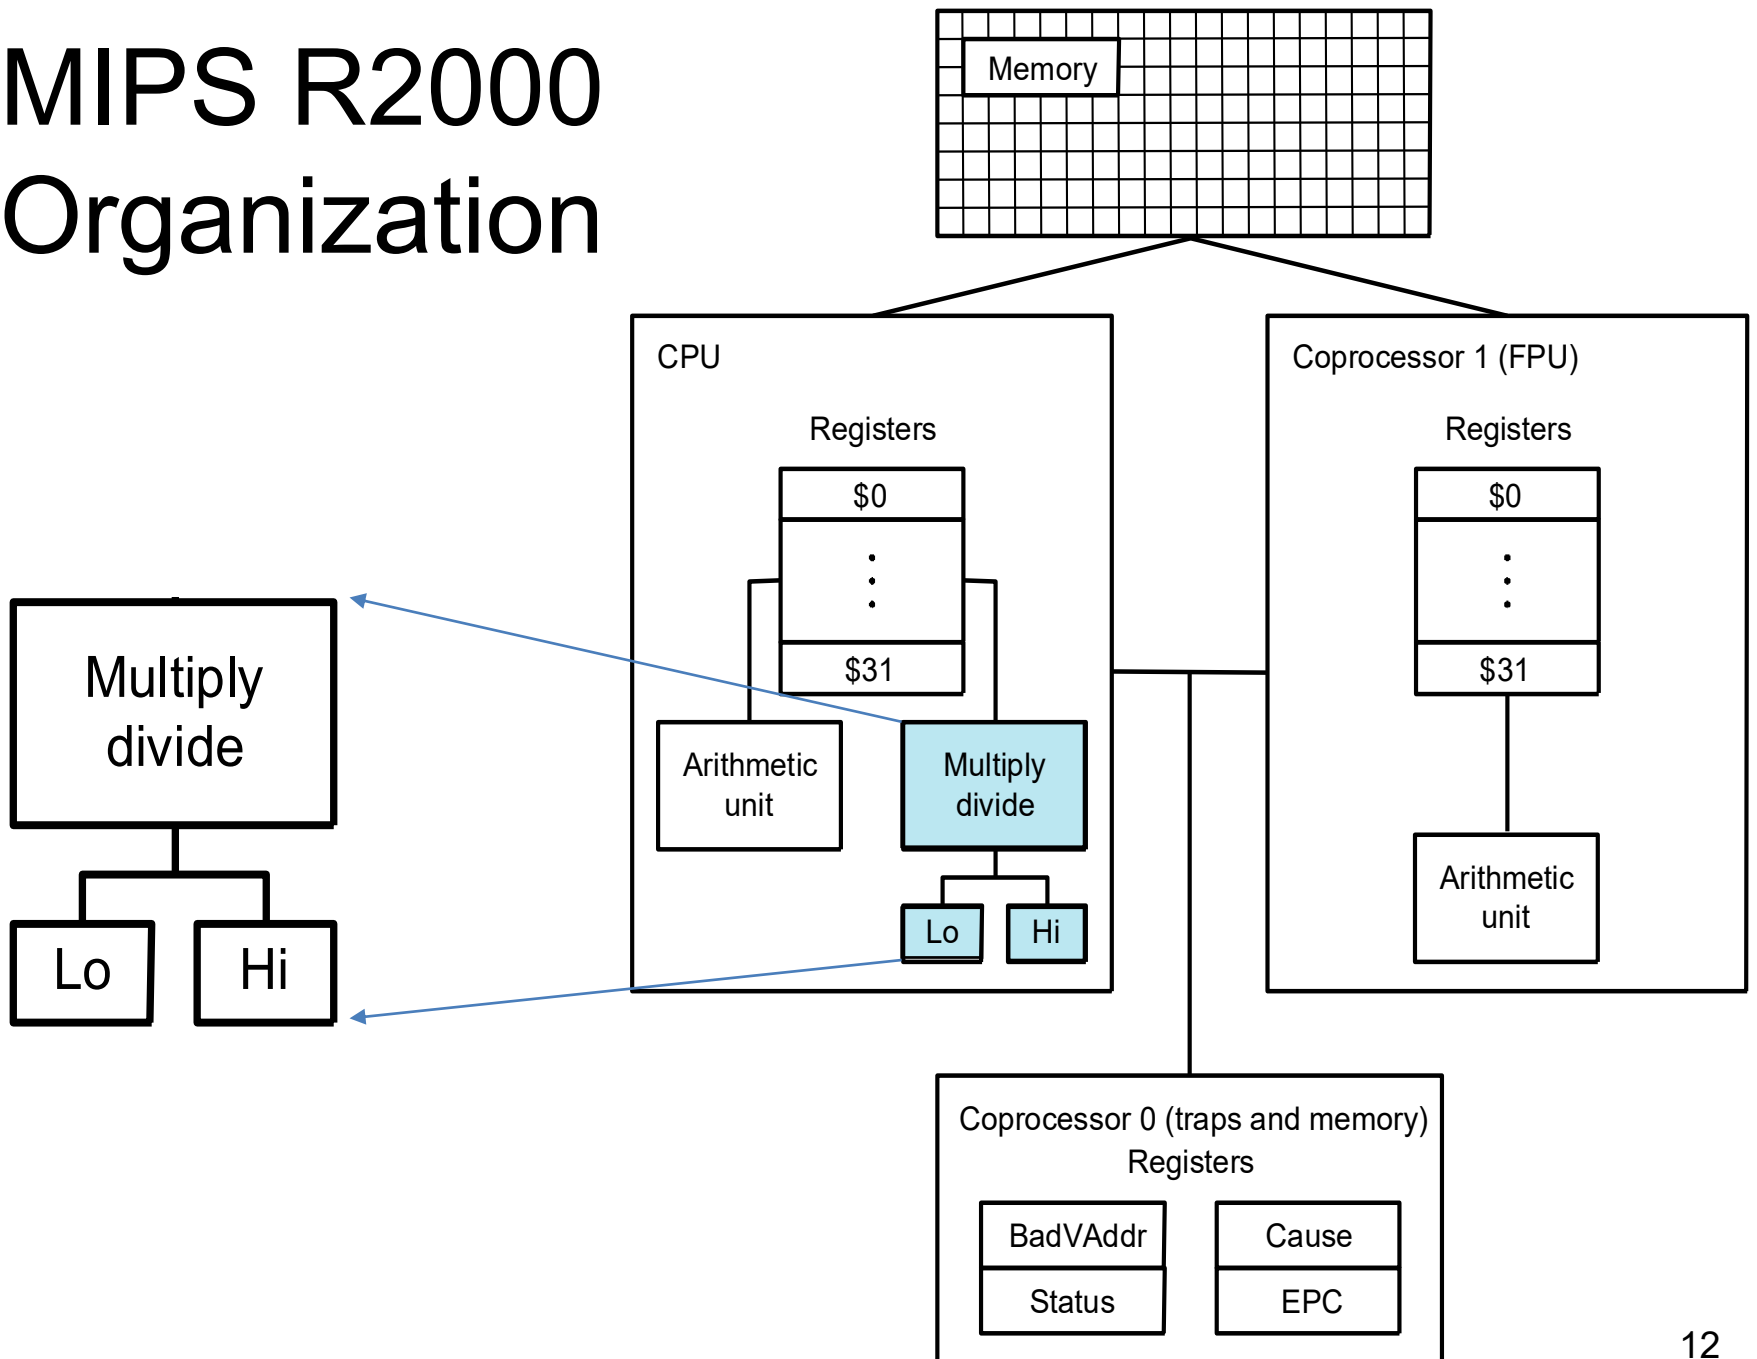 MIPS R2000
Organization
Memory
CPU
Registers
$0
$31
Arithmetic
unit
Multiply
divide
Lo
Hi
Coprocessor 1 (FPU)
Registers
$0
$31
Arithmetic
unit
Multiply
divide
Lo
Hi
Coprocessor 0 (traps and memory)
Registers
BadVAddr
Cause
Status
EPC
12